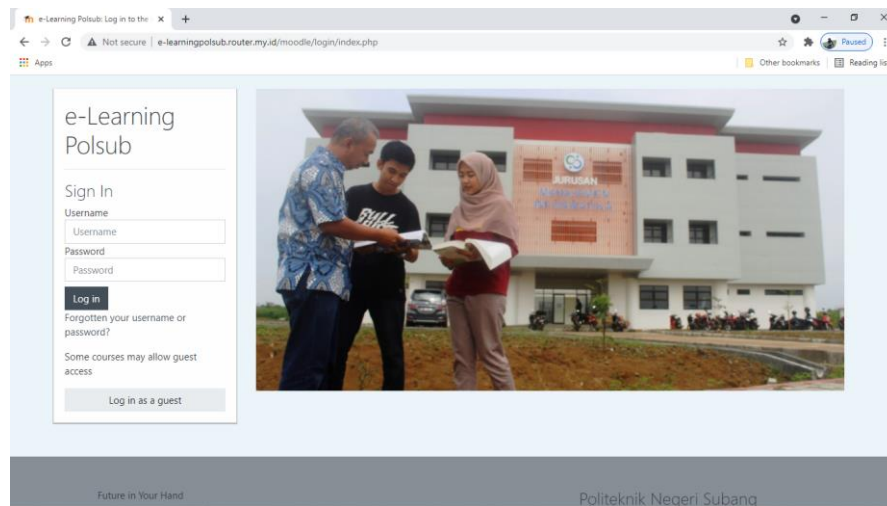 e-Learning Polsub: Log in to the
Not secure | e-learningpolsub.router.my.id/moodle/login/index.php
Paused
Apps
Other bookmarks
Reading lis
e-Learning
Polsub
Sign In
Username
Username
Password
Password
Log in
Forgotten your username or
password?
Some courses may allow guest
access
Log in as a guest
JURUSAN
Future in Your Hand
Politeknik Negeri Subang